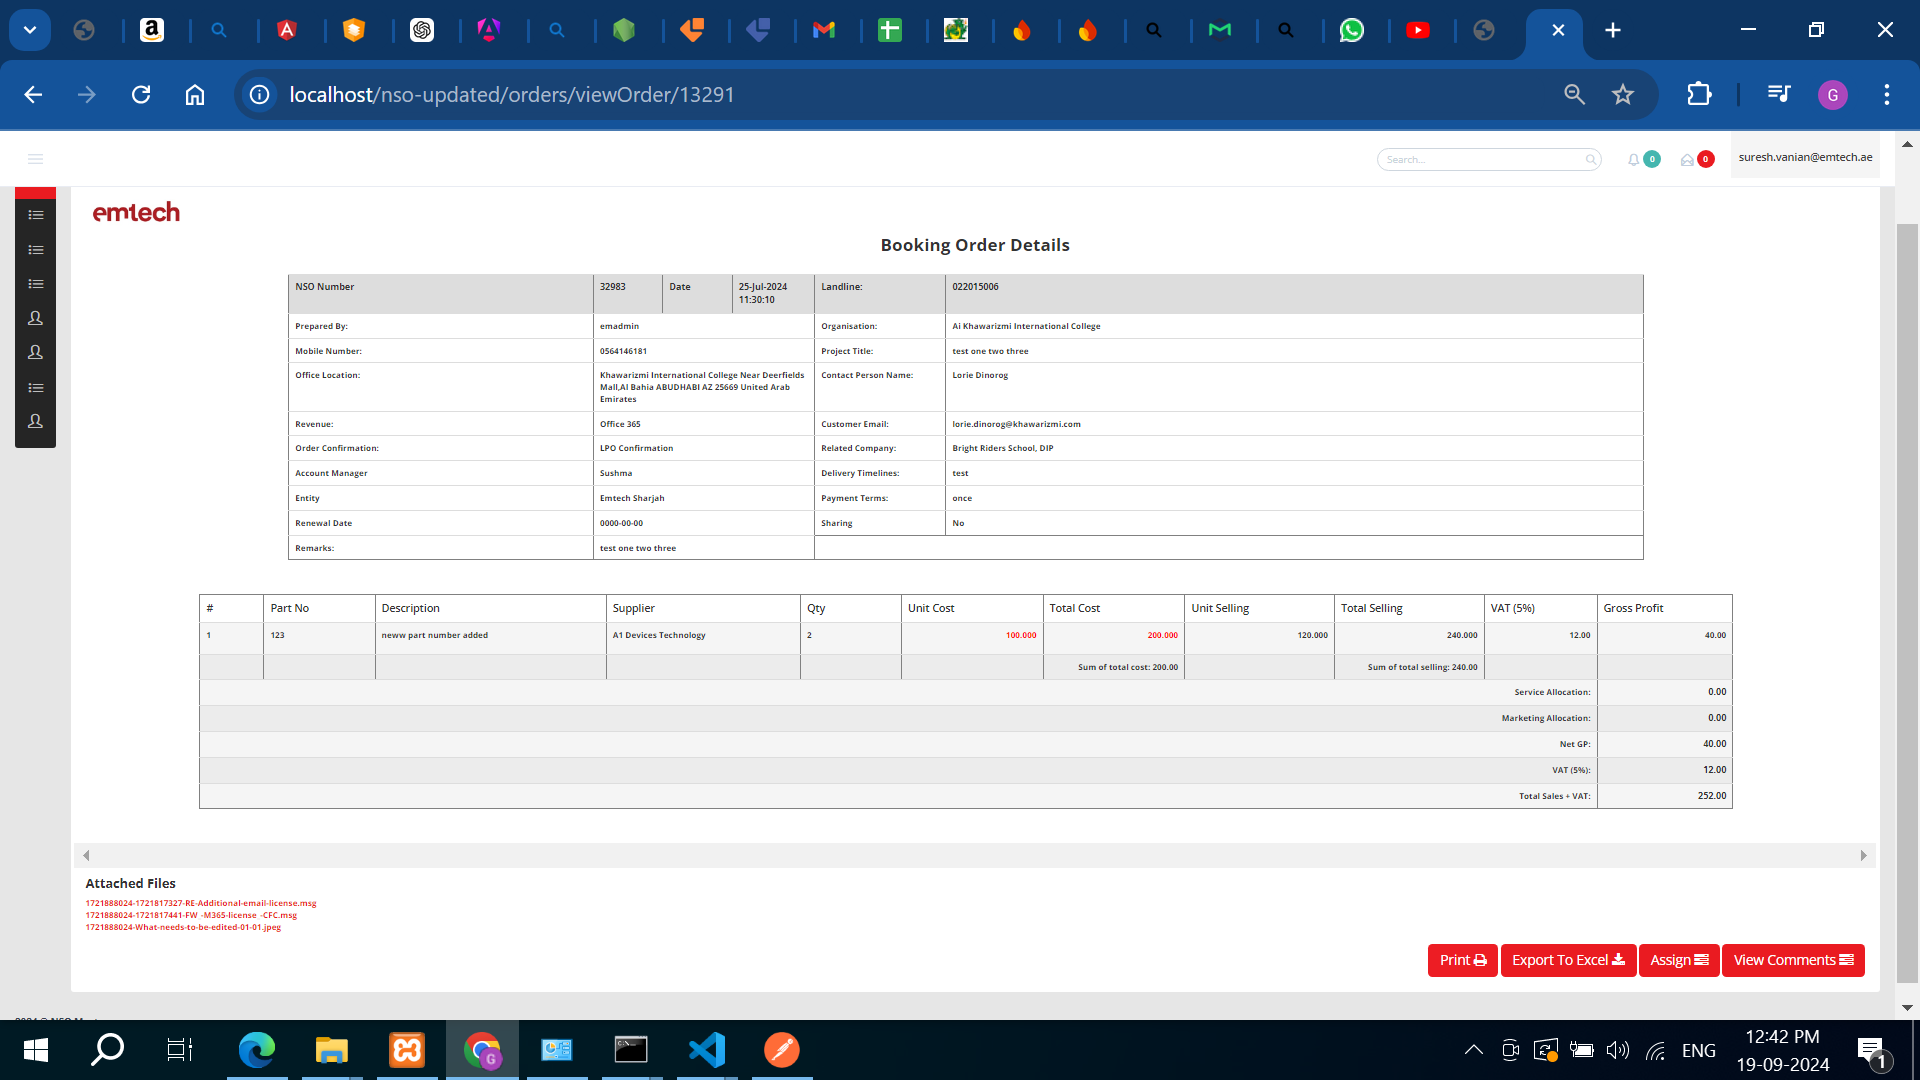 localhost/nso-updated/orders/viewOrder/13291
G
Search...
0
0
suresh.vanian@emtech.ae
emtech
Booking Order Details
NSO Number 32983 Date 25-Jul-2024 11:30:10 Landline: 022015006
Prepared By: emadmin Organisation: Ai Khawarizmi International College
Mobile Number: 0564146181 Project Title: test one two three
Office Location: Khawarizmi International College Near Deerfields Mall,Al Bahia ABUDHABI AZ 25669 United Arab Emirates Contact Person Name: Lorie Dinorog
Revenue: Office 365 Customer Email: lorie.dinorog@khawarizmi.com
Order Confirmation: LPO Confirmation Related Company: Bright Riders School, DIP
Account Manager Sushma Delivery Timelines: test
Entity Emtech Sharjah Payment Terms: once
Renewal Date 0000-00-00 Sharing No
Remarks: test one two three
# Part No Description Supplier Qty Unit Cost Total Cost Unit Selling Total Selling VAT (5%) Gross Profit
1 123 neww part number added A1 Devices Technology 2 100.000 200.000 120.000 240.000 12.00 40.00
Sum of total cost: 200.00 Sum of total selling: 240.00
Service Allocation: 0.00
Marketing Allocation: 0.00
Net GP: 40.00
VAT (5%): 12.00
Total Sales + VAT: 252.00
Attached Files
1721888024-1721817327-RE-Additional-email-license.msg
1721888024-1721817441-FW -M365-license -CFC.msg
1721888024-What-needs-to-be-edited-01-01.jpeg
Print
Export To Excel
Assign
View Comments
G
ENG
12:42 PM
19-09-2024
1